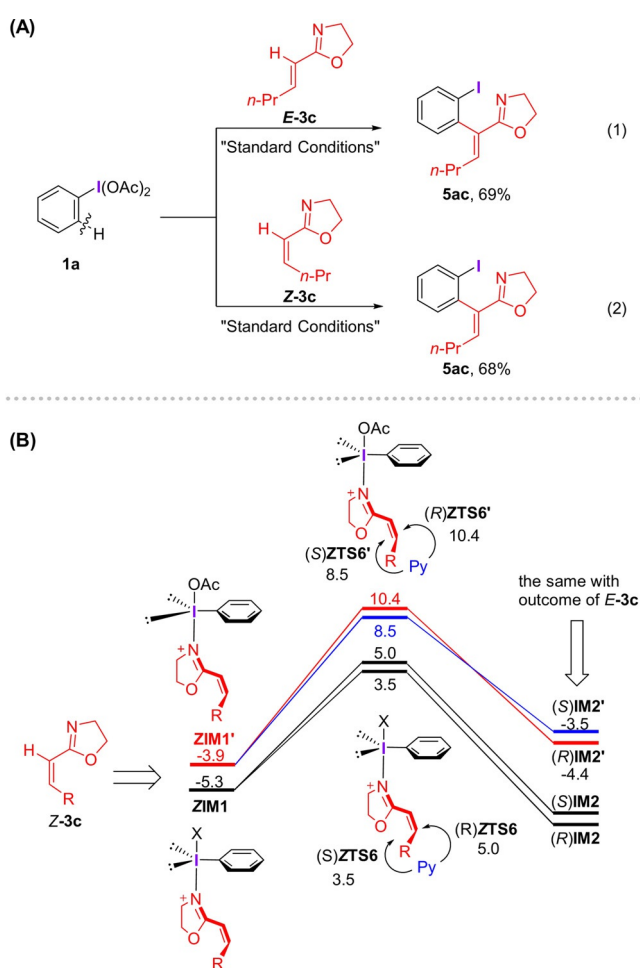 (A)
H
N
O
n-Pr
E-3c
"Standard Conditions"
I
N
O
n-Pr
5ac, 69%
(1)
I(OAc)2
H
1a
N
H
O
n-Pr
Z-3c
"Standard Conditions"
I
N
O
n-Pr
5ac, 68%
(2)
(B)
OAc
I
N
+
O
R
(S)ZTS6'
8.5
Py
(R)ZTS6'
10.4
the same with
outcome of E-3c
OAc
I
N
+
O
R
10.4
8.5
5.0
3.5
ZIM1'
-3.9
-5.3
ZIM1
(S)IM2'
-3.5
(R)IM2'
-4.4
(S)IM2
(R)IM2
N
H
O
R
Z-3c
X
I
N
+
O
R
(S)ZTS6
3.5
Py
(R)ZTS6
5.0
X
I
N
+
O
R